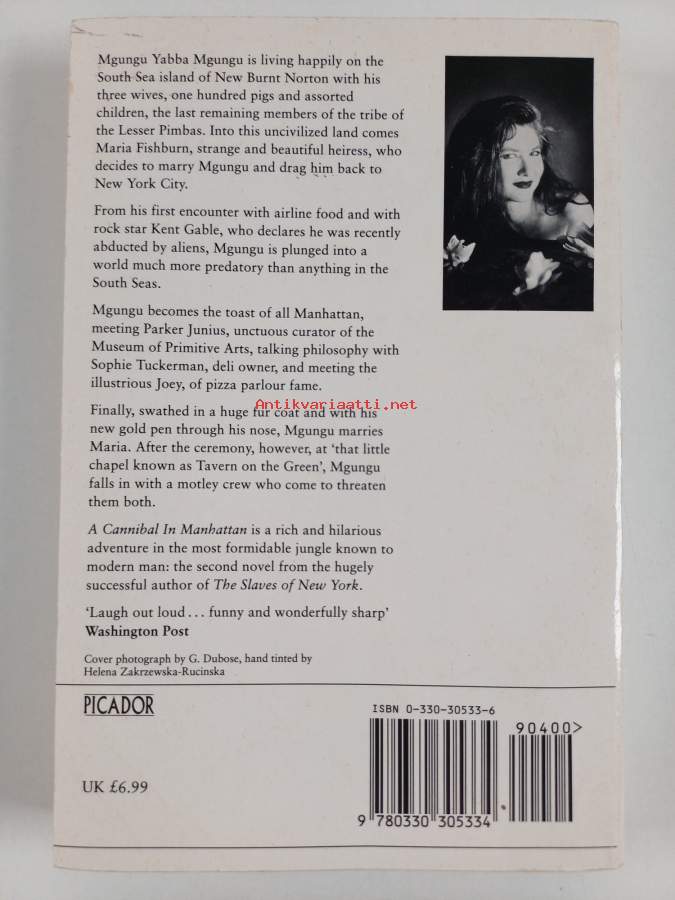 Mgungu Yabba Mgungu is living happily on the
South Sea island of New Burnt Norton with his
three wives, one hundred pigs and assorted
children, the last remaining members of the tribe of
the Lesser Pimbas. Into this uncivilized land comes
Maria Fishburn, strange and beautiful heiress, who
decides to marry Mgungu and drag him back to
New York City.
From his first encounter with airline food and with
rock star Kent Gable, who declares he was recently
abducted by aliens, Mgungu is plunged into a
world much more predatory than anything in the
South Seas.
Mgungu becomes the toast of all Manhattan,
meeting Parker Junius, unctuous curator of the
Museum of Primitive Arts, talking philosophy with
Sophie Tuckerman, deli owner, and meeting the
illustrious Joey, of pizza parlour fame.
Antikvariaatti.net
Finally, swathed in a huge fur coat and with his
new gold pen through his nose, Mgungu marries
Maria. After the ceremony, however, at ‘that little
chapel known as Tavern on the Green’, Mgungu
falls in with a motley crew who come to threaten
them both.
A Cannibal In Manhattan is a rich and hilarious
adventure in the most formidable jungle known to
modern man: the second novel from the hugely
successful author of The Slaves of New York.
‘Laugh out loud... funny and wonderfully sharp’
Washington Post
Cover photograph by G. Dubose, hand tinted by
Helena Zakrzewska-Rucinska
PICADOR
UK £6.99
ISBN 0-330-30533-6
90400>
9 780330 305334